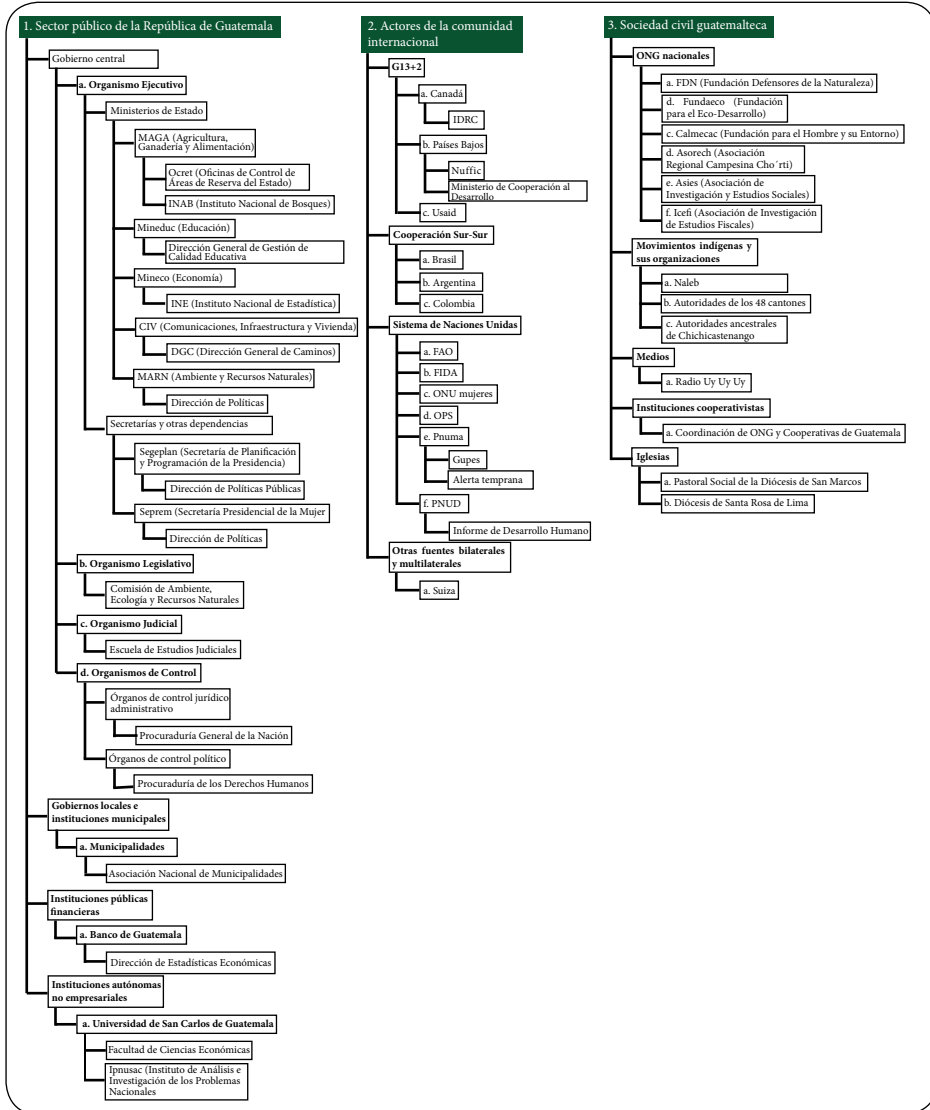 1. Sector público de la República de Guatemala
Gobierno central
a. Organismo Ejecutivo
Ministerios de Estado
MAGA (Agricultura,
Ganadería y Alimentación)
Ocret (Oficinas de Control de
Áreas de Reserva del Estado)
INAB (Instituto Nacional de Bosques)
Mineduc (Educación)
Dirección General de Gestión de
Calidad Educativa
Mineco (Economía)
INE (Instituto Nacional de Estadística)
CIV (Comunicaciones, Infraestructura y Vivienda)
DGC (Dirección General de Caminos)
MARN (Ambiente y Recursos Naturales)
Dirección de Políticas
Secretarías y otras dependencias
Segeplan (Secretaría de Planificación
y Programación de la Presidencia)
Dirección de Políticas Públicas
Seprem (Secretaría Presidencial de la Mujer
Dirección de Políticas
b. Organismo Legislativo
Comisión de Ambiente,
Ecología y Recursos Naturales
c. Organismo Judicial
Escuela de Estudios Judiciales
d. Organismos de Control
Órganos de control jurídico
administrativo
Procuraduría General de la Nación
Órganos de control político
Procuraduría de los Derechos Humanos
Gobiernos locales e
instituciones municipales
a. Municipalidades
Asociación Nacional de Municipalidades
Instituciones públicas
financieras
a. Banco de Guatemala
Dirección de Estadísticas Económicas
Instituciones autónomas
no empresariales
a. Universidad de San Carlos de Guatemala
Facultad de Ciencias Económicas
Ipnusac (Instituto de Análisis e
Investigación de los Problemas
Nacionales
2. Actores de la comunidad
internacional
G13+2
a. Canadá
IDRC
b. Países Bajos
Nuffic
Ministerio de Cooperación al
Desarrollo
c. Usaid
Cooperación Sur-Sur
a. Brasil
b. Argentina
c. Colombia
Sistema de Naciones Unidas
a. FAO
b. FIDA
c. ONU mujeres
d. OPS
e. Pnuma
Gupes
Alerta temprana
f. PNUD
Informe de Desarrollo Humano
Otras fuentes bilaterales
y multilaterales
a. Suiza
3. Sociedad civil guatemalteca
ONG nacionales
a. FDN (Fundación Defensores de la Naturaleza)
d. Fundaeco (Fundación
para el Eco-Desarrollo)
c. Calmecac (Fundación para el Hombre y su Entorno)
d. Asorech (Asociación
Regional Campesina Cho´rti)
e. Asies (Asociación de
Investigación y Estudios Sociales)
f. Icefi (Asociación de Investigación
de Estudios Fiscales)
Movimientos indígenas y
sus organizaciones
a. Naleb
b. Autoridades de los 48 cantones
c. Autoridades ancestrales
de Chichicastenango
Medios
a. Radio Uy Uy Uy
Instituciones cooperativistas
a. Coordinación de ONG y Cooperativas de Guatemala
Iglesias
a. Pastoral Social de la Diócesis de San Marcos
b. Diócesis de Santa Rosa de Lima